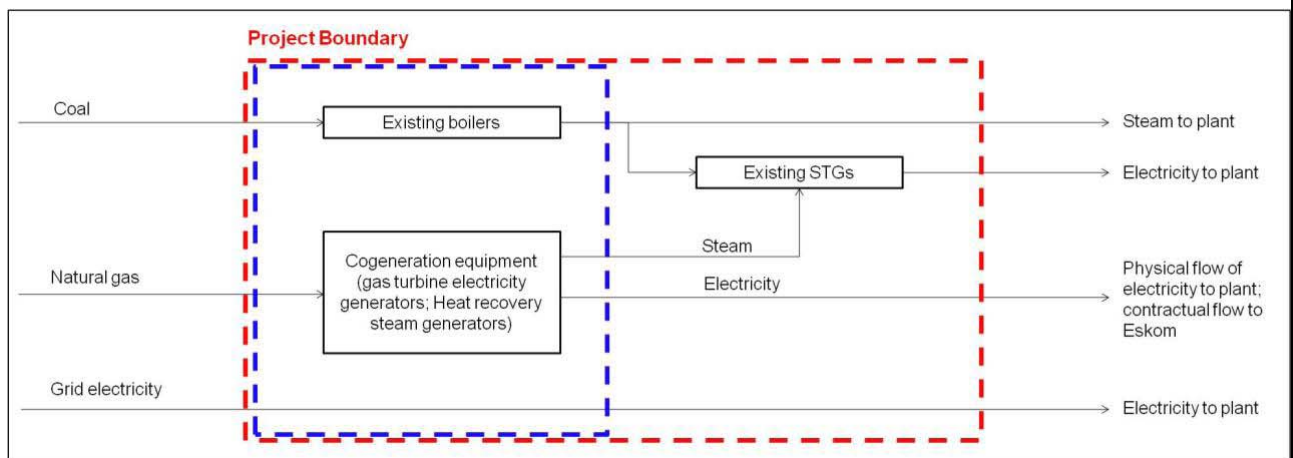 Project Boundary
Coal
Existing boilers
Steam to plant
Existing STGs
Electricity to plant
Natural gas
Cogeneration equipment
(gas turbine electricity
generators; Heat recovery
steam generators)
Steam
Electricity
Physical flow of
electricity to plant;
contractual flow to
Eskom
Grid electricity
Electricity to plant